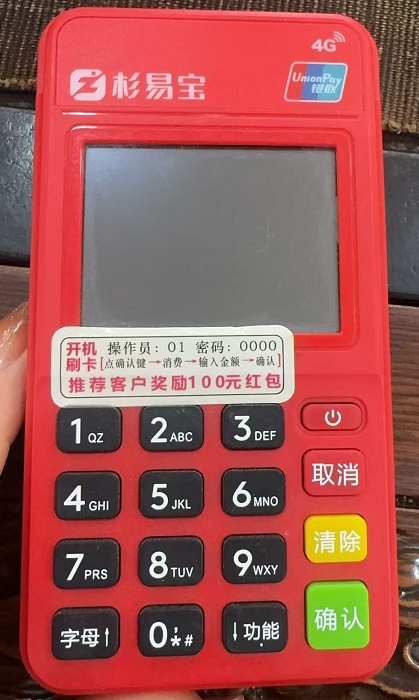 4G
杉易宝
UnionPay
银联
开机 操作员：01 密码：0000
刷卡[点确认键→消费→输入金额→确认]
推荐客户奖励100元红包
1 QZ 2 ABC 3 DEF
4 GHI 5 JKL 6 MNO 取消
7 PRS 8 TUV 9 WXY 清除
字母↑ 0 ,*# ↓功能 确认